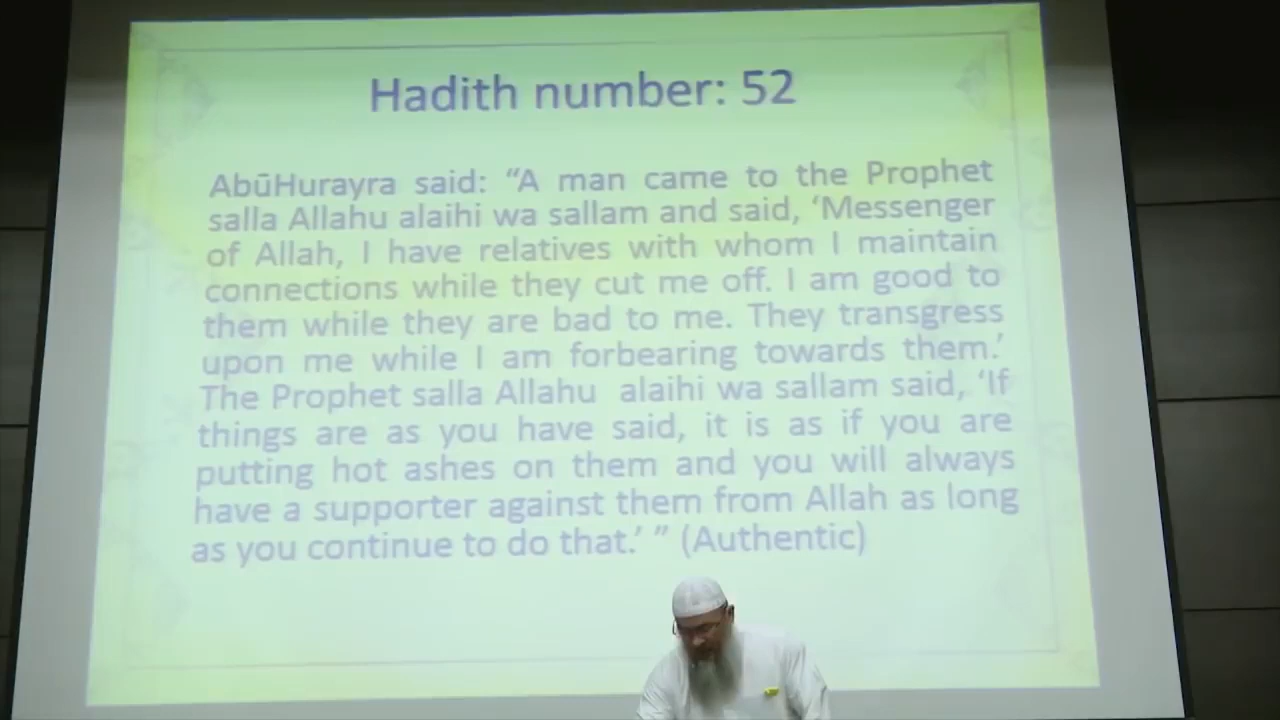 Hadith number: 52
AbūHurayra said: “A man came to the Prophet
salla Allahu alaihi wa sallam and said, ‘Messenger
of Allah, I have relatives with whom I maintain
connections while they cut me off. I am good to
them while they are bad to me. They transgress
upon me while I am forbearing towards them.’
The Prophet salla Allahu alaihi wa sallam said, ‘If
things are as you have said, it is as if you are
putting hot ashes on them and you will always
have a supporter against them from Allah as long
as you continue to do that.’ ” (Authentic)